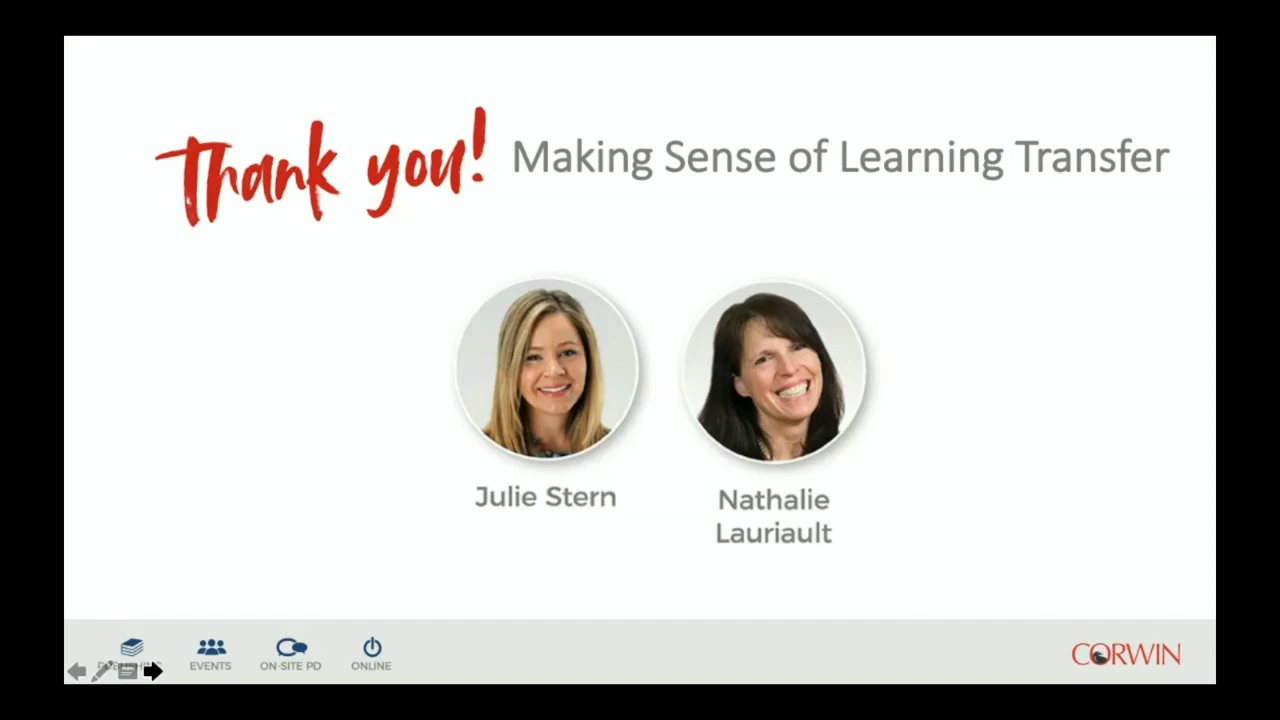 Thank you!
Making Sense of Learning Transfer
Julie Stern
Nathalie
Lauriault
EVENTS
ON-SITE PD
ONLINE
CORWIN